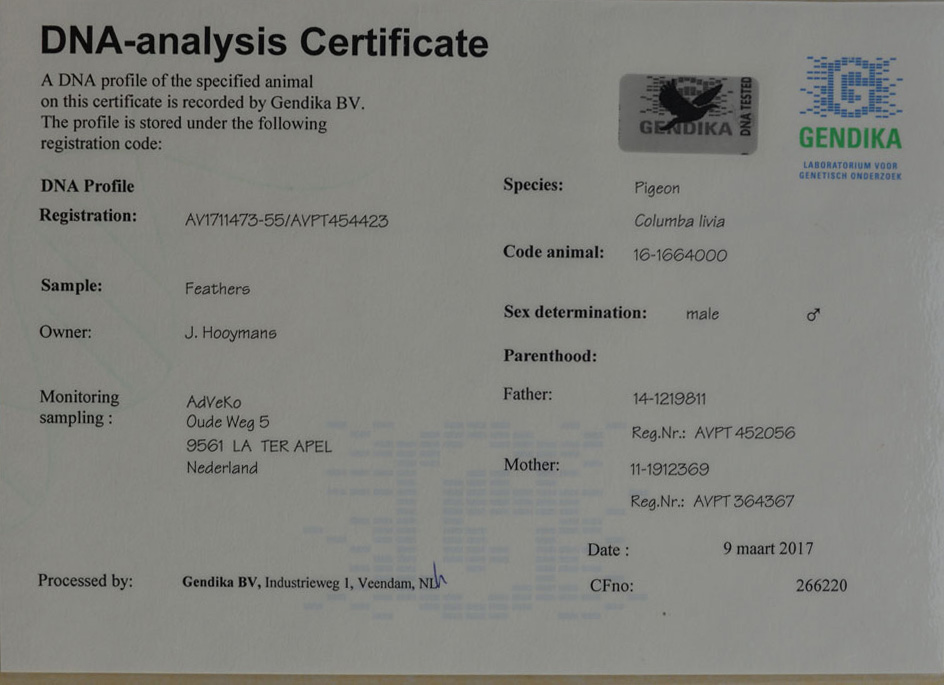 DNA-analysis Certificate
A DNA profile of the specified animal
on this certificate is recorded by Gendika BV.
The profile is stored under the following
registration code:
GENDIKA
DNA TESTED
GENDIKA
LABORATORIUM VOOR
GENETISCH ONDERZOEK
DNA Profile
Registration: AV1711473-55/AVPT454423
Sample: Feathers
Owner: J. Hooymans
Monitoring
sampling :
AdVeKo
Oude Weg 5
9561 LA TER APEL
Nederland
Species: Pigeon
Columba livia
Code animal: 16-1664000
Sex determination: male ♂
Parenthood:
Father: 14-1219811
Reg.Nr.: AVPT 452056
Mother: 11-1912369
Reg.Nr.: AVPT 364367
Date : 9 maart 2017
Processed by: Gendika BV, Industrieweg 1, Veendam, NL
CFno: 266220